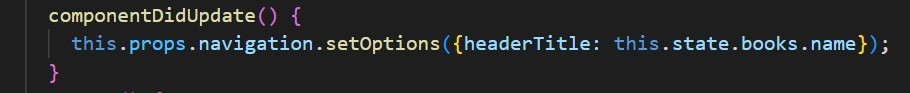 componentDidUpdate() {
this.props.navigation.setOptions({headerTitle: this.state.books.name});
}